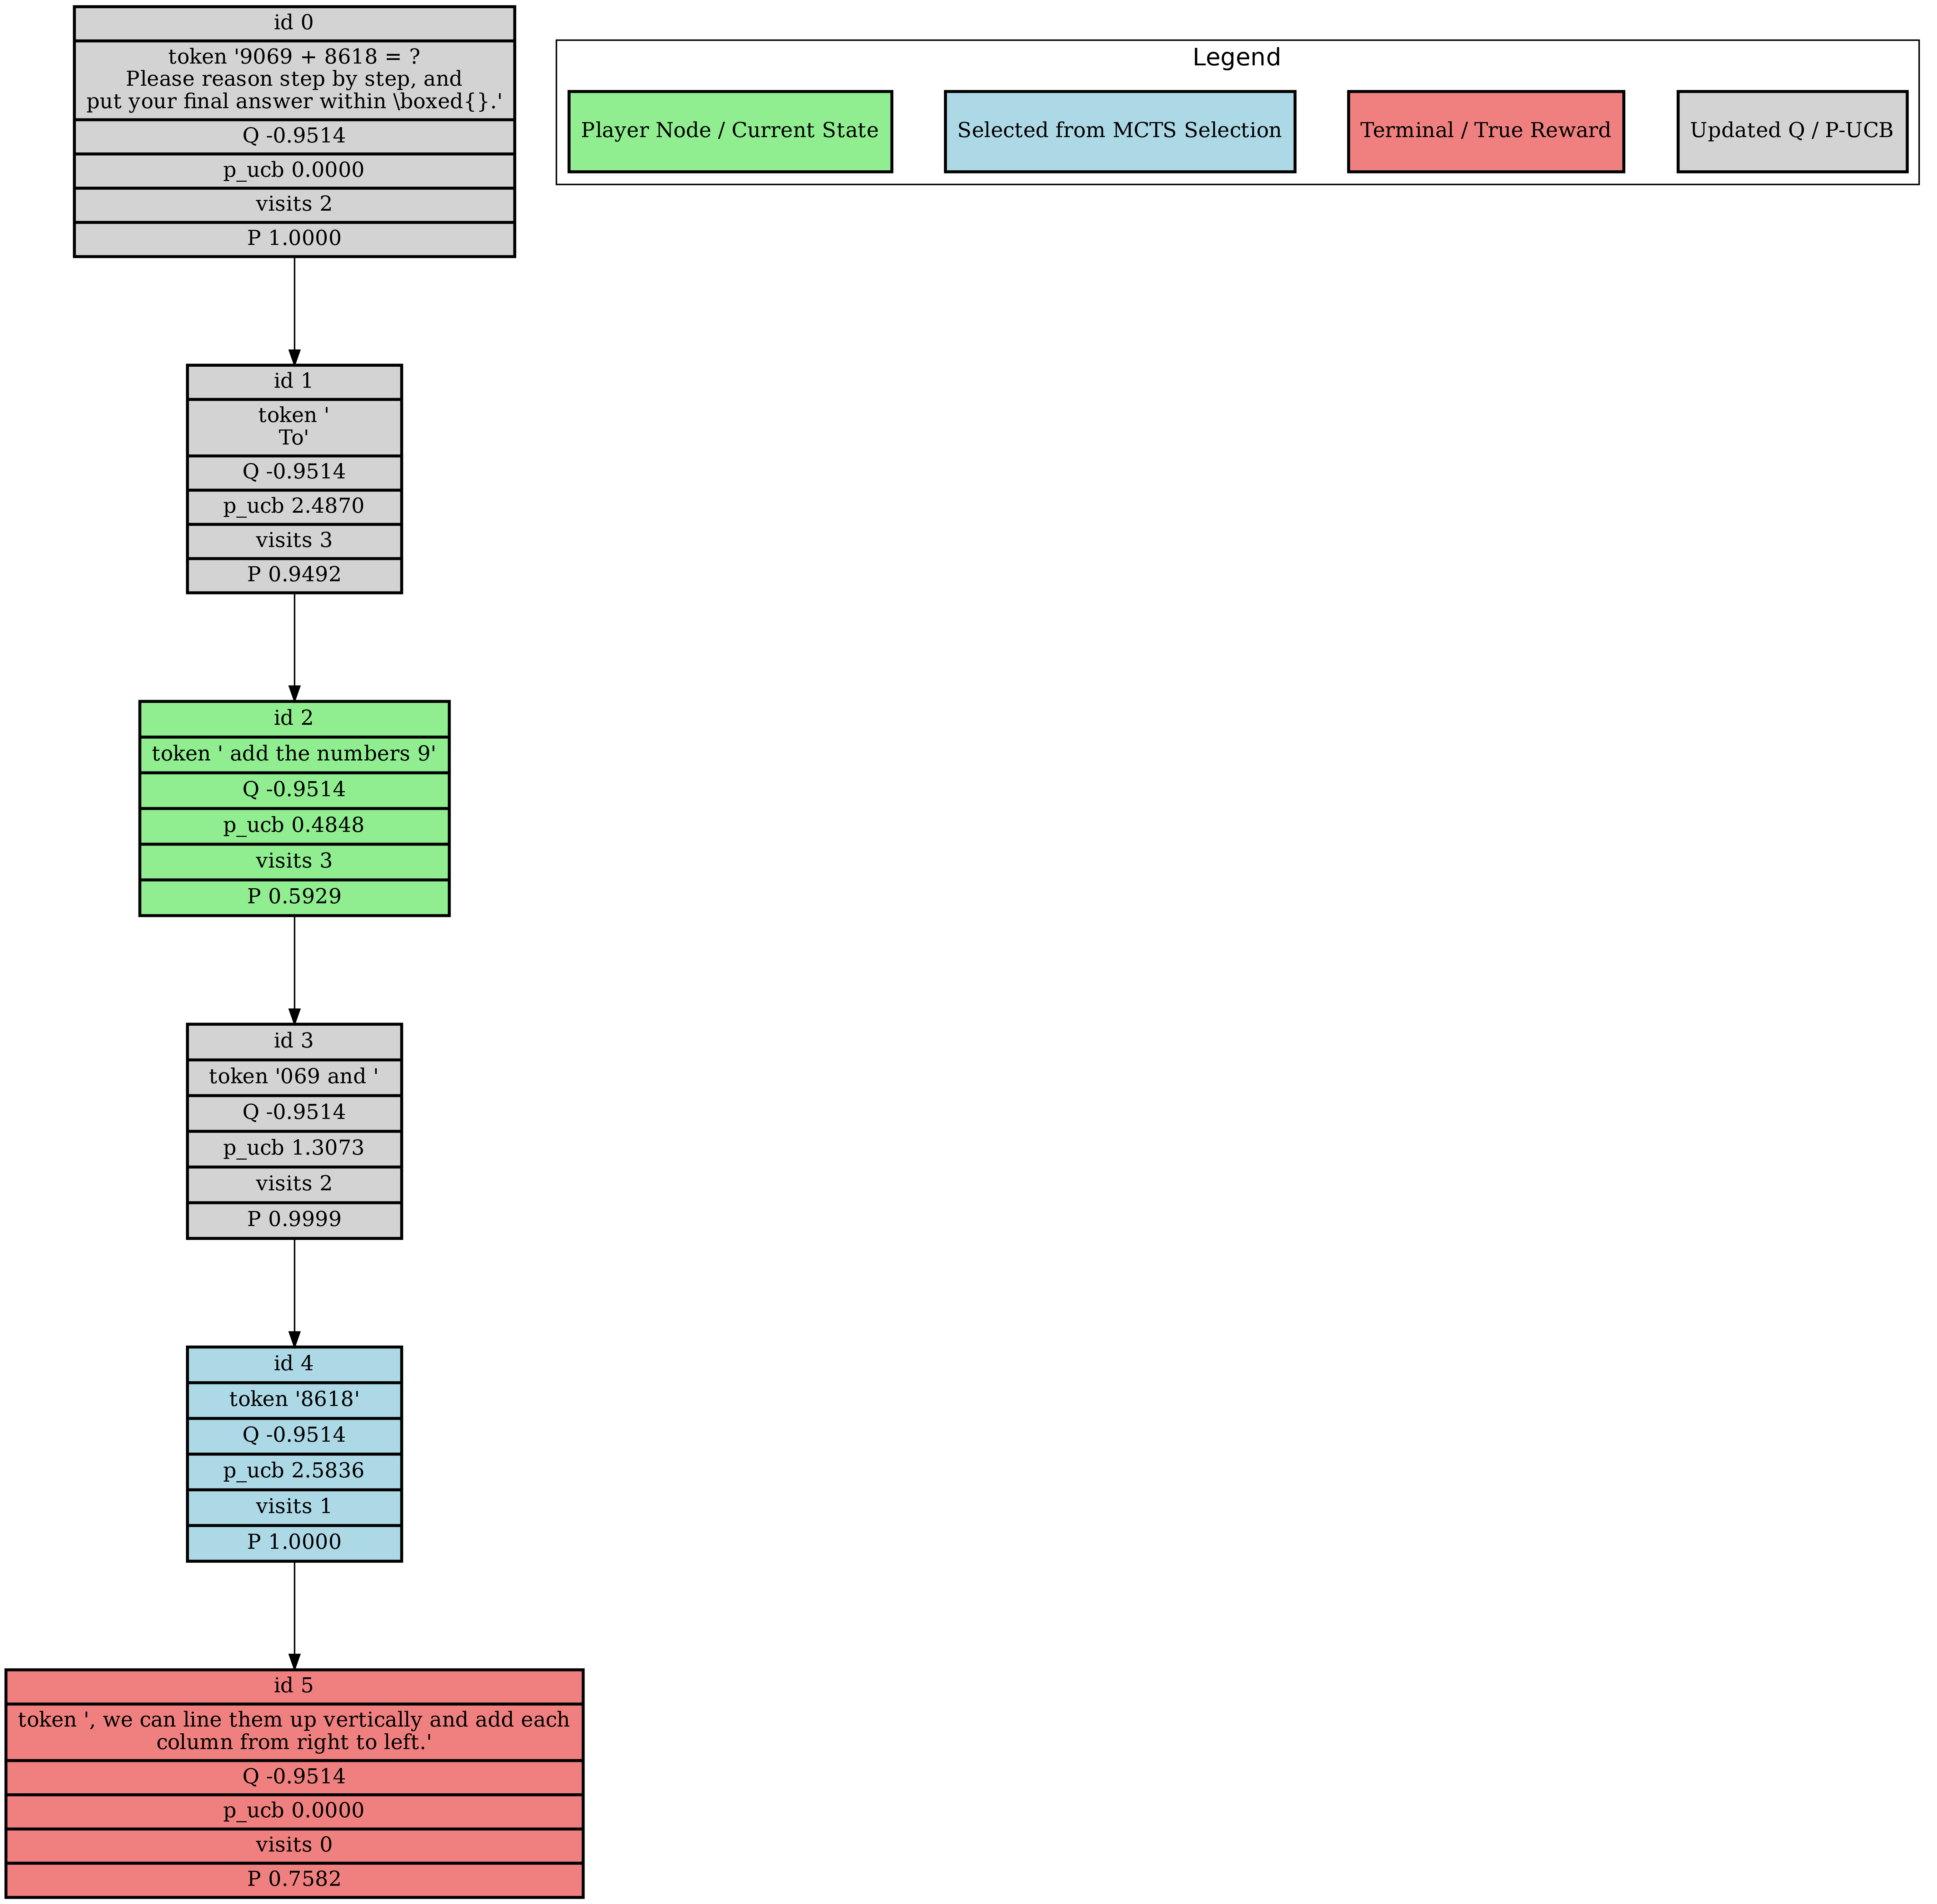 id 0
token '9069 + 8618 = ?
Please reason step by step, and
put your final answer within \boxed{}.'
Q -0.9514
p_ucb 0.0000
visits 2
P 1.0000
Legend
Player Node / Current State
Selected from MCTS Selection
Terminal / True Reward
Updated Q / P-UCB
id 1
token '
To'
Q -0.9514
p_ucb 2.4870
visits 3
P 0.9492
id 2
token ' add the numbers 9'
Q -0.9514
p_ucb 0.4848
visits 3
P 0.5929
id 3
token '069 and '
Q -0.9514
p_ucb 1.3073
visits 2
P 0.9999
id 4
token '8618'
Q -0.9514
p_ucb 2.5836
visits 1
P 1.0000
id 5
token ', we can line them up vertically and add each
column from right to left.'
Q -0.9514
p_ucb 0.0000
visits 0
P 0.7582